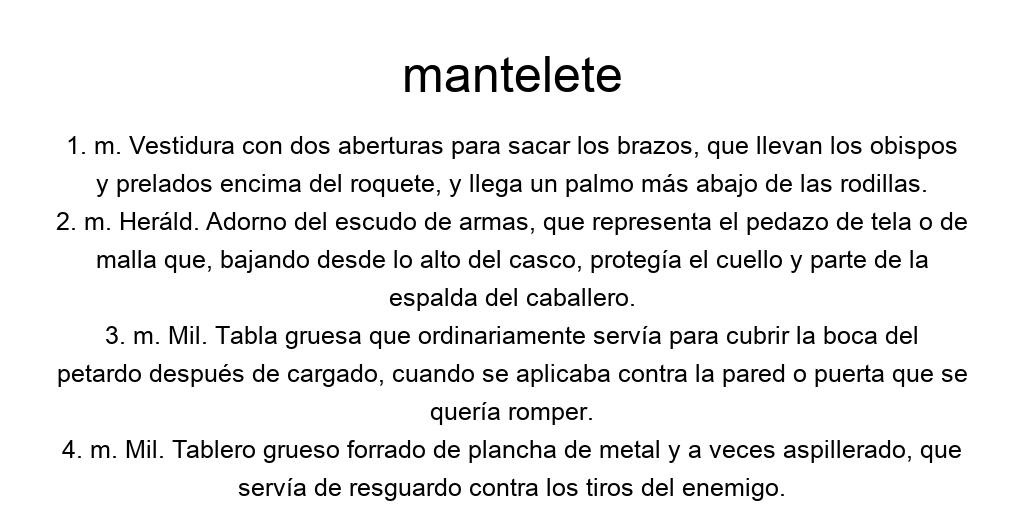 mantelete
1. m. Vestidura con dos aberturas para sacar los brazos, que llevan los obispos
y prelados encima del roquete, y llega un palmo más abajo de las rodillas.
2. m. Heráld. Adorno del escudo de armas, que representa el pedazo de tela o de
malla que, bajando desde lo alto del casco, protegía el cuello y parte de la
espalda del caballero.
3. m. Mil. Tabla gruesa que ordinariamente servía para cubrir la boca del
petardo después de cargado, cuando se aplicaba contra la pared o puerta que se
quería romper.
4. m. Mil. Tablero grueso forrado de plancha de metal y a veces aspillerado, que
servía de resguardo contra los tiros del enemigo.